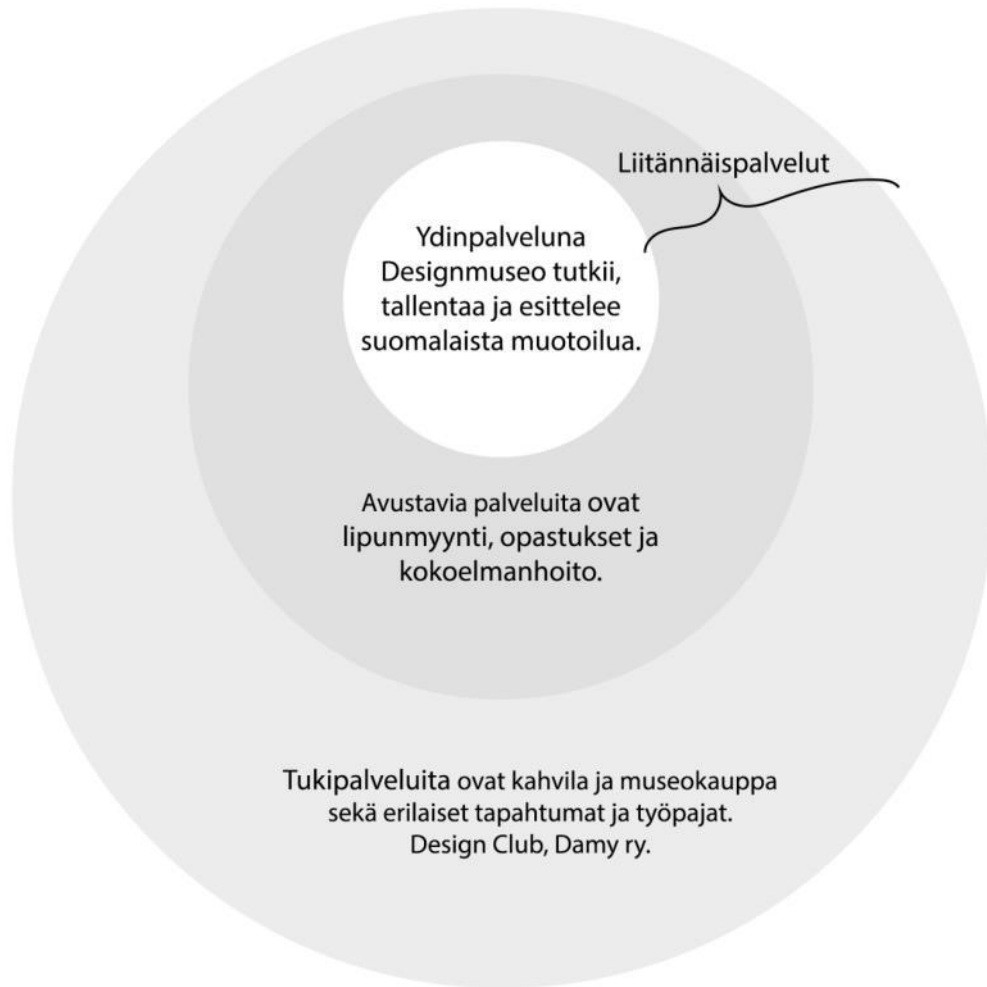 Liitännäispalvelut
Ydinpalveluna
Designmuseo tutkii,
tallentaa ja esittelee
suomalaista muotoilua.
Avustavia palveluita ovat
lipunmyynti, opastukset ja
kokoelmanhoito.
Tukipalveluita ovat kahvila ja museokauppa
sekä erilaiset tapahtumat ja työpajat.
Design Club, Damy ry.